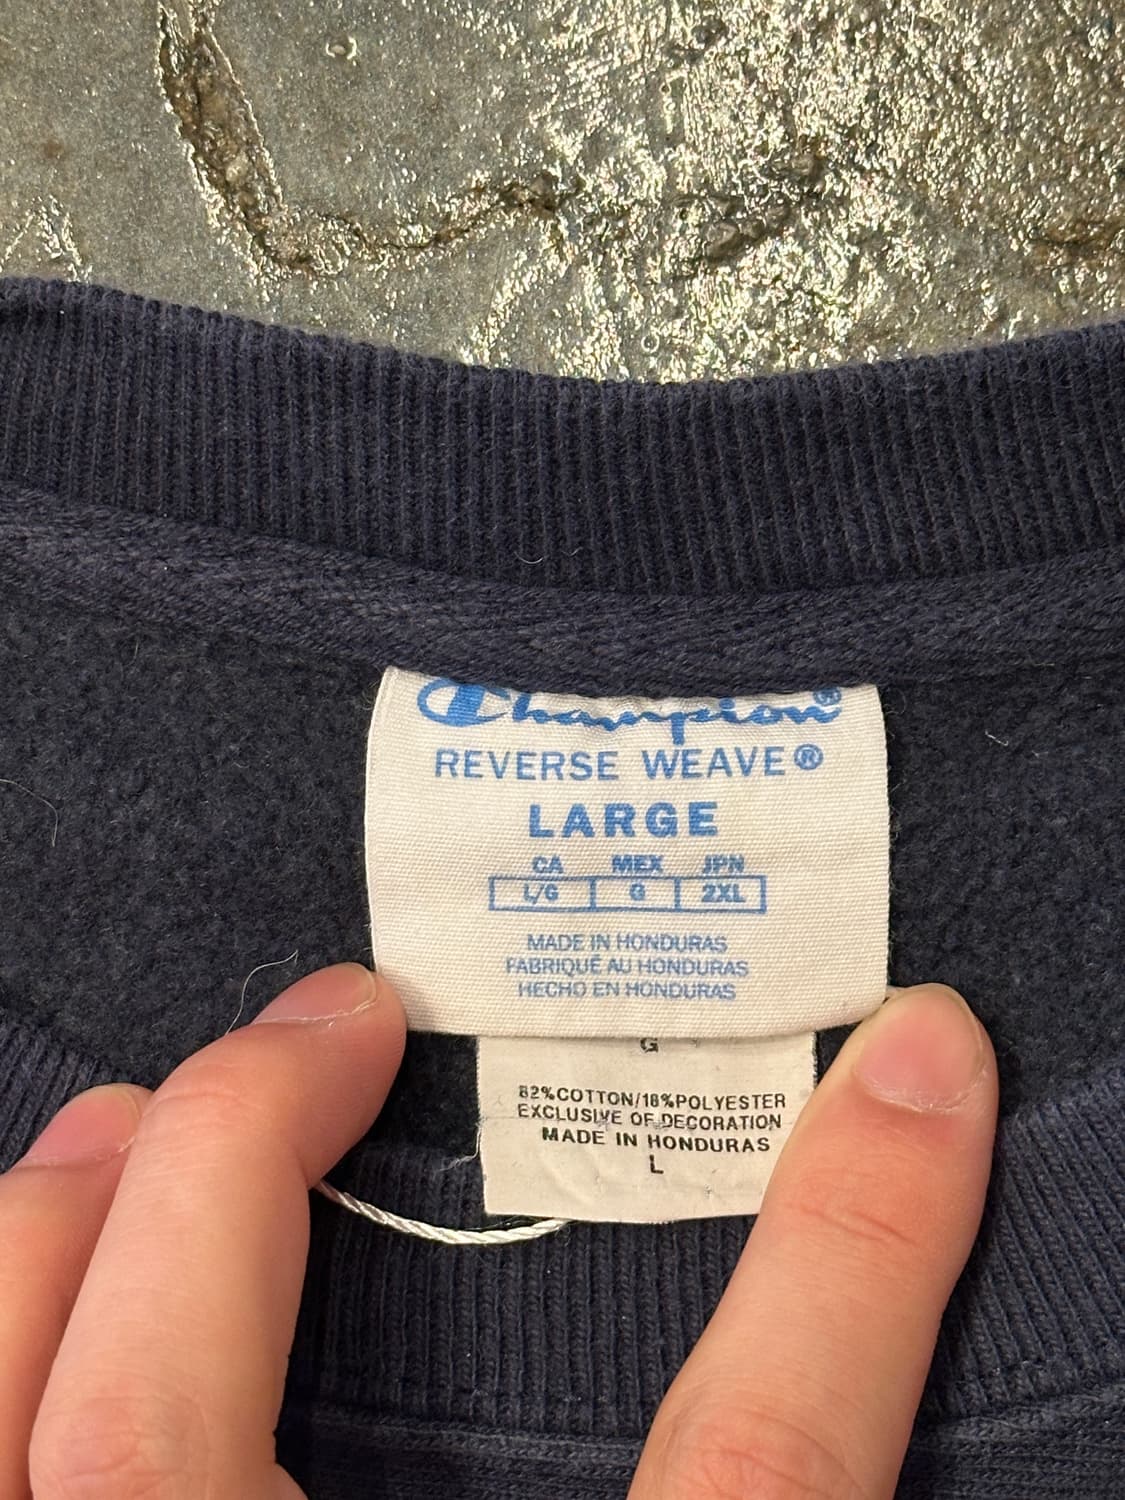 Champion®
REVERSE WEAVE®
LARGE
CA MEX JPN
L/G G 2XL
MADE IN HONDURAS
FABRIQUÉ AU HONDURAS
HECHO EN HONDURAS
G
82%COTTON/18%POLYESTER
EXCLUSIVE OF DECORATION
MADE IN HONDURAS
L